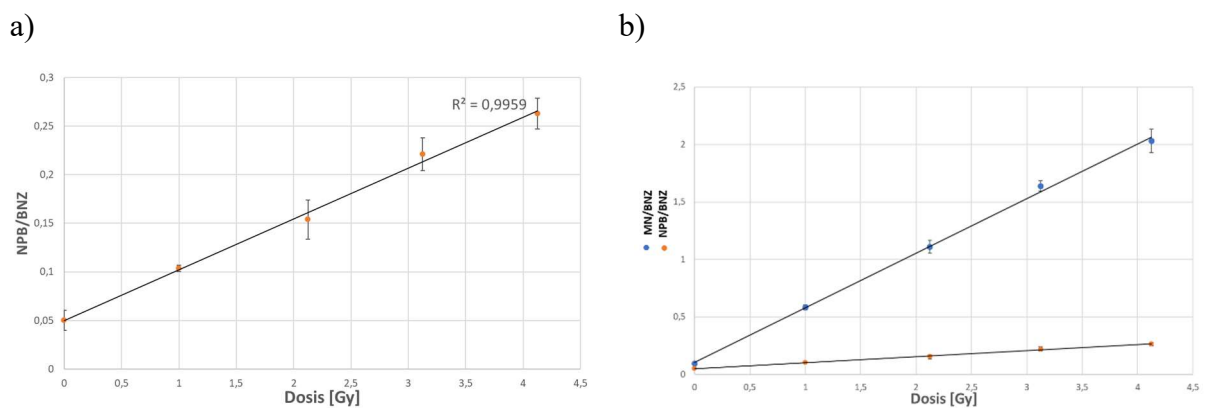 a)
b)
0,3
0,25
0,2
0,15
0,1
0,05
0
NPB/BNZ
R² = 0,9959
0 0,5 1 1,5 2 2,5 3 3,5 4 4,5
Dosis [Gy]
2,5
2
1,5
1
0,5
0
MN/BNZ
NPB/BNZ
0 0,5 1 1,5 2 2,5 3 3,5 4 4,5
Dosis [Gy]